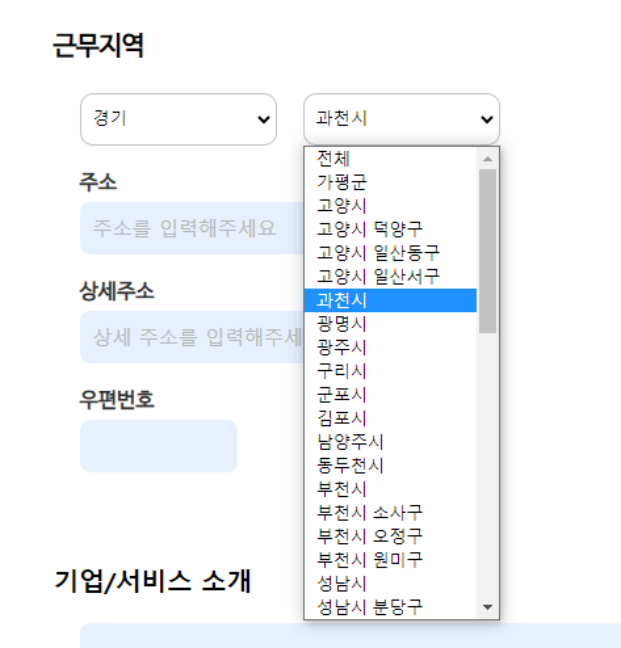 근무지역
경기
과천시
전체
가평군
고양시
고양시 덕양구
고양시 일산동구
고양시 일산서구
과천시
광명시
광주시
구리시
군포시
김포시
남양주시
동두천시
부천시
부천시 소사구
부천시 오정구
부천시 원미구
성남시
성남시 분당구
주소
주소를 입력해주세요
상세주소
상세 주소를 입력해주세
우편번호
기업/서비스 소개